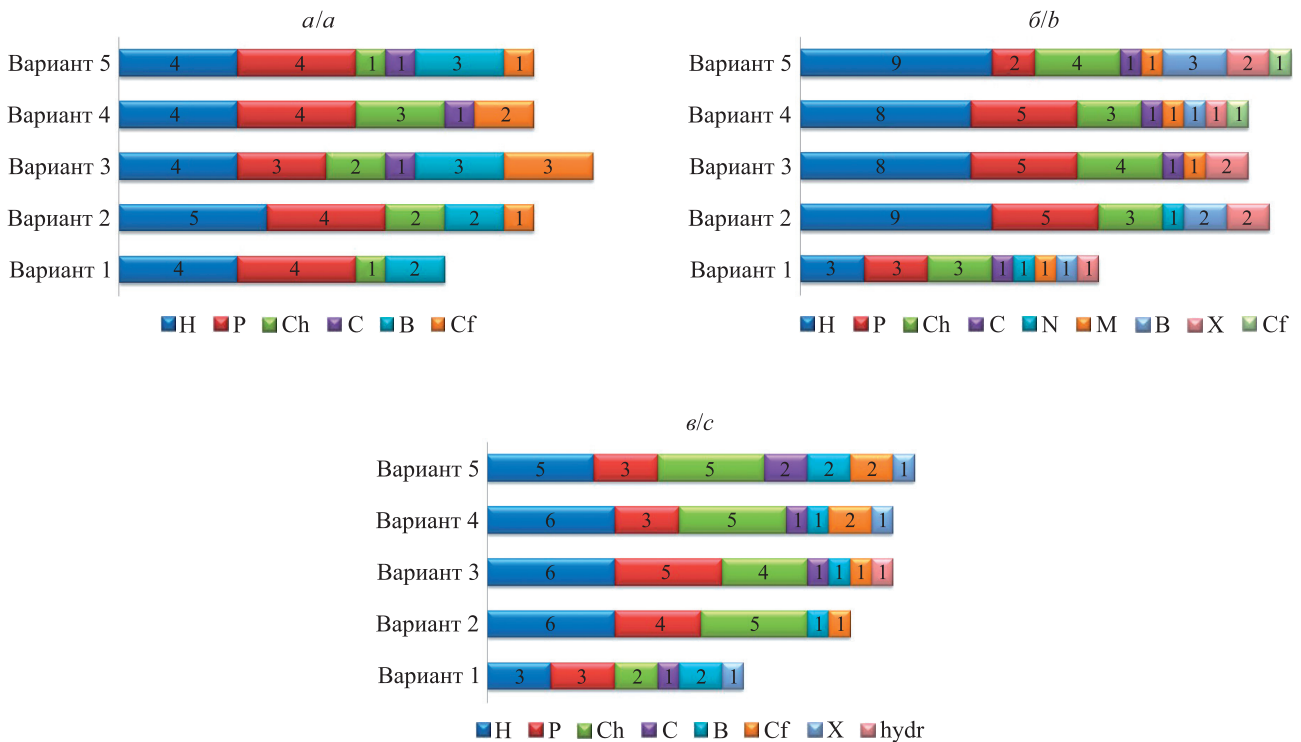 а/a
Вариант 5 4 4 1 1 3 1
Вариант 4 4 4 3 1 2
Вариант 3 4 3 2 1 3 3
Вариант 2 5 4 2 2 1
Вариант 1 4 4 1 2
H P Ch C B Cf
б/b
Вариант 5 9 2 4 1 1 3 2 1
Вариант 4 8 5 3 1 1 1 1 1
Вариант 3 8 5 4 1 1 2
Вариант 2 9 5 3 1 2 2
Вариант 1 3 3 3 1 1 1 1 1
H P Ch C N M B X Cf
в/c
Вариант 5 5 3 5 2 2 2 1
Вариант 4 6 3 5 1 1 2 1
Вариант 3 6 5 4 1 1 1 1
Вариант 2 6 4 5 1 1
Вариант 1 3 3 2 1 2 1
H P Ch C B Cf X hydr